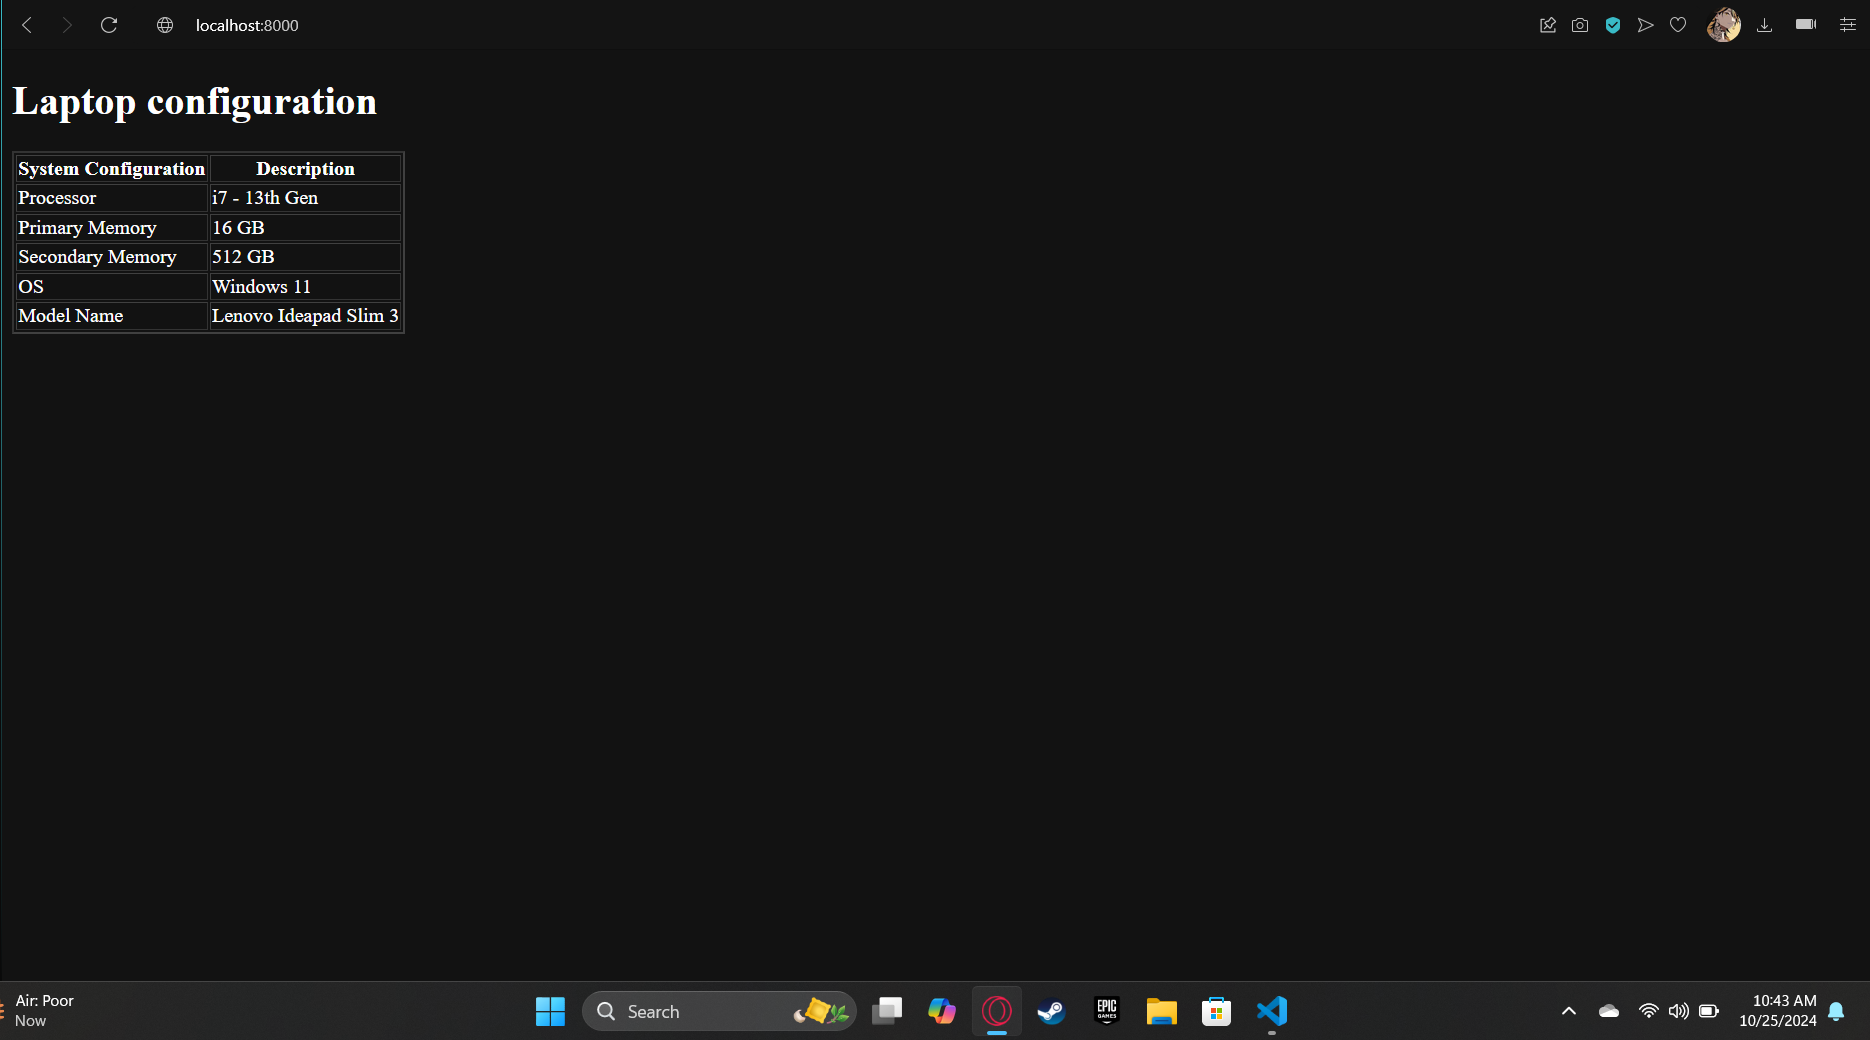 localhost:8000
Laptop configuration
System Configuration Description
Processor i7 - 13th Gen
Primary Memory 16 GB
Secondary Memory 512 GB
OS Windows 11
Model Name Lenovo Ideapad Slim 3
Air: Poor
Now
Search
EPIC
GAMES
10:43 AM
10/25/2024